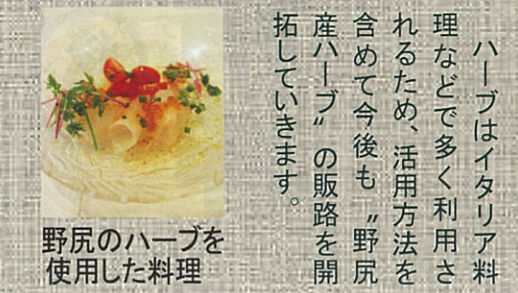 ハーブはイタリア料
理などで多く利用さ
れるため、活用方法を
含めて今後も〝野尻
産ハーブ〟の販路を開
拓していきます。
野尻のハーブを
使用した料理